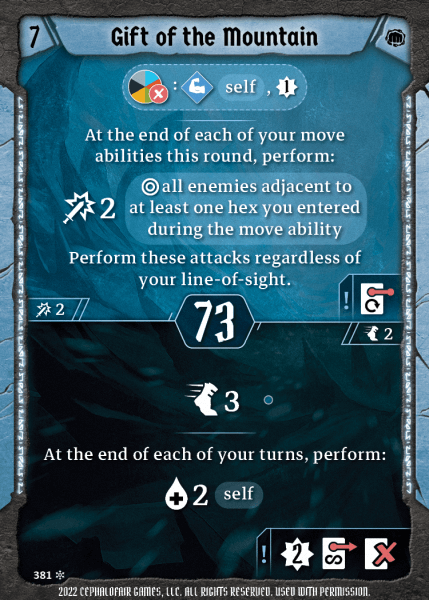 7 Gift of the Mountain
: self , 1
At the end of each of your move
abilities this round, perform:
all enemies adjacent to
2 at least one hex you entered
during the move ability
Perform these attacks regardless of
your line-of-sight.
!
2 73
2
3
At the end of each of your turns, perform:
2 self
! 2
381
2022 CEPHALOFAIR GAMES, LLC. ALL RIGHTS RESERVED. USED WITH PERMISSION.